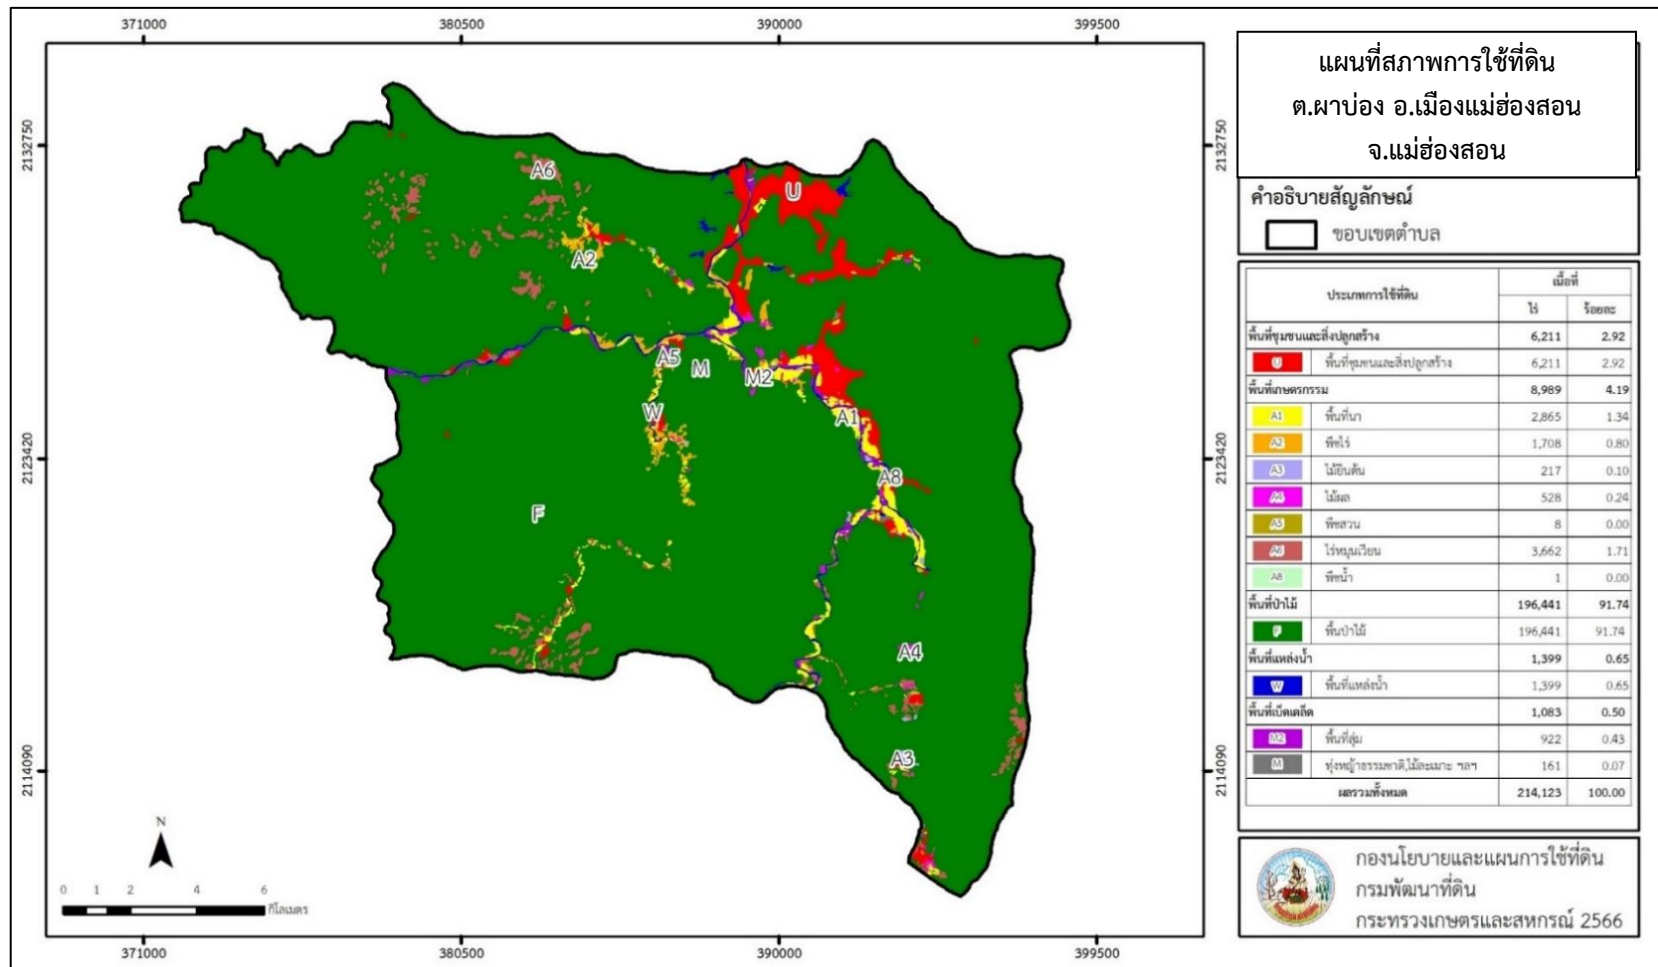 371000 380500 390000 399500
2132750 2132750
2123420 2123420
2114090 2114090
371000 380500 390000 399500
A6
U
A2
A5
M
M2
W
A1
A8
F
A4
A3
N
0 1 2 4 6
กิโลเมตร
แผนที่สภาพการใช้ที่ดิน
ต.ผาบ่อง อ.เมืองแม่ฮ่องสอน
จ.แม่ฮ่องสอน
คำอธิบายสัญลักษณ์
ขอบเขตตำบล
ประเภทการใช้ที่ดิน เนื้อที่
ไร่ ร้อยละ
พื้นที่ชุมชนและสิ่งปลูกสร้าง 6,211 2.92
U พื้นที่ชุมชนและสิ่งปลูกสร้าง 6,211 2.92
พื้นที่เกษตรกรรม 8,989 4.19
A1 พื้นที่นา 2,865 1.34
A2 พืชไร่ 1,708 0.80
A3 ไม้ยืนต้น 217 0.10
A4 ไม้ผล 528 0.24
A5 พืชสวน 8 0.00
A6 ไร่หมุนเวียน 3,662 1.71
A8 พืชน้ำ 1 0.00
พื้นที่ป่าไม้ 196,441 91.74
F พื้นป่าไม้ 196,441 91.74
พื้นที่แหล่งน้ำ 1,399 0.65
W พื้นที่แหล่งน้ำ 1,399 0.65
พื้นที่เบ็ดเตล็ด 1,083 0.50
M2 พื้นที่ลุ่ม 922 0.43
M ทุ่งหญ้าธรรมชาติ,ไม้ละเมาะ ฯลฯ 161 0.07
ผลรวมทั้งหมด 214,123 100.00
กองนโยบายและแผนการใช้ที่ดิน
กรมพัฒนาที่ดิน
กระทรวงเกษตรและสหกรณ์ 2566